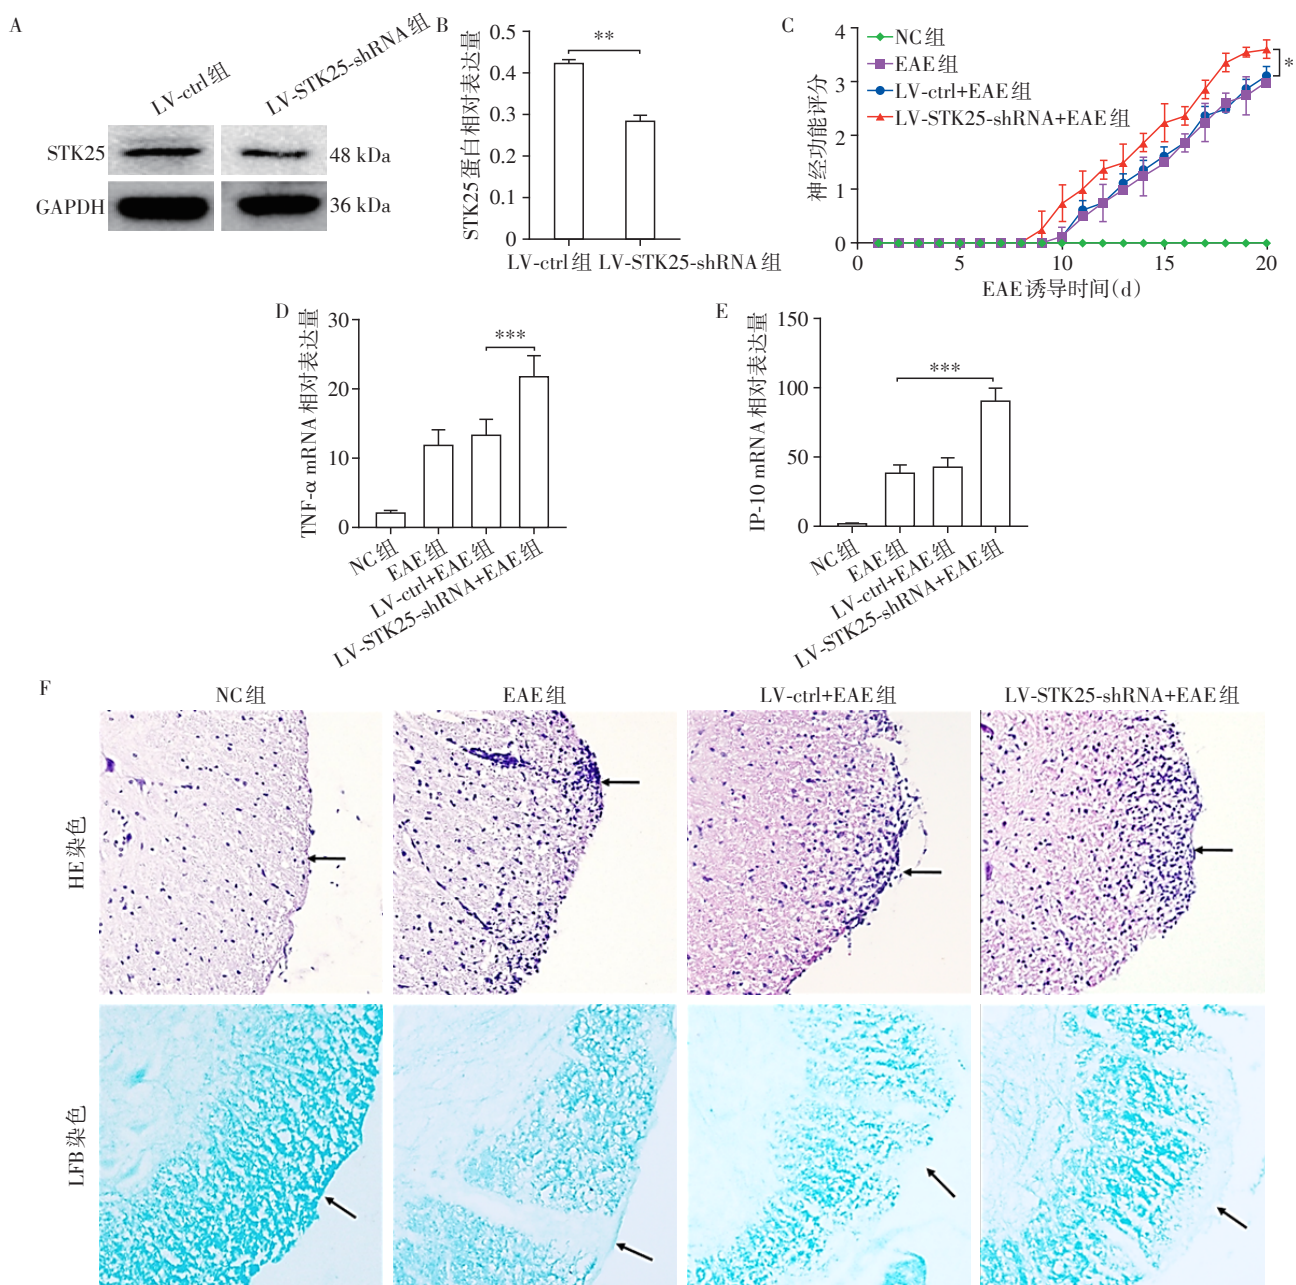 A
LV-ctrl组
LV-STK25-shRNA组
STK25
48 kDa
GAPDH
36 kDa
B
STK25蛋白相对表达量
0.5
0.4
0.3
0.2
0.1
0
**
LV-ctrl组 LV-STK25-shRNA组
C
神经功能评分
4
3
2
1
0
NC组
EAE组
LV-ctrl+EAE组
LV-STK25-shRNA+EAE组
*
0 5 10 15 20
EAE诱导时间(d)
D
TNF-α mRNA相对表达量
30
20
10
0
***
NC组
EAE组
LV-ctrl+EAE组
LV-STK25-shRNA+EAE组
E
IP-10 mRNA相对表达量
150
100
50
0
***
NC组
EAE组
LV-ctrl+EAE组
LV-STK25-shRNA+EAE组
F
NC组 EAE组 LV-ctrl+EAE组 LV-STK25-shRNA+EAE组
HE染色
LFB染色